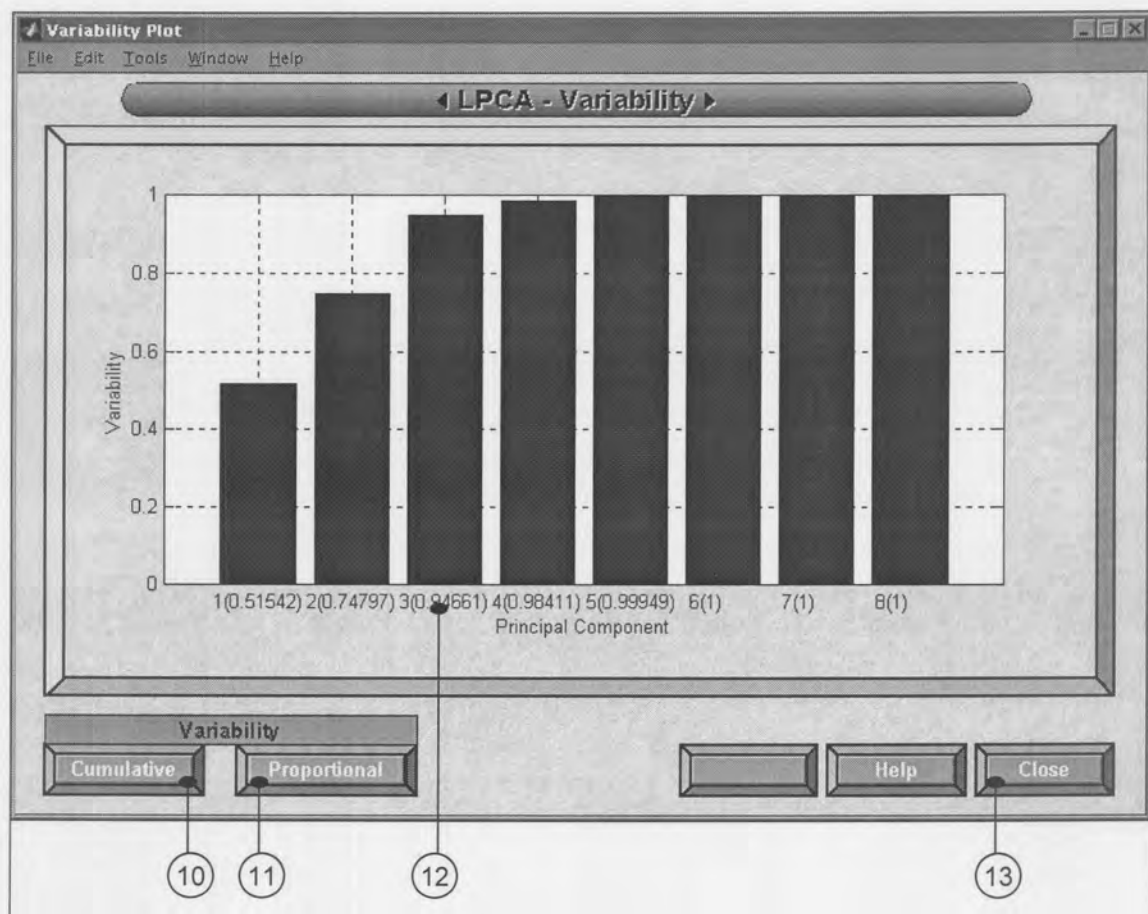 Variability Plot
File Edit Tools Window Help
LPCA - Variability
1
0.8
0.6
0.4
0.2
0
Variability
1(0.51542) 2(0.74797) 3(0.94661) 4(0.98411) 5(0.99949) 6(1) 7(1) 8(1)
Principal Component
Variability
Cumulative Proportional Help Close
10 11 12 13